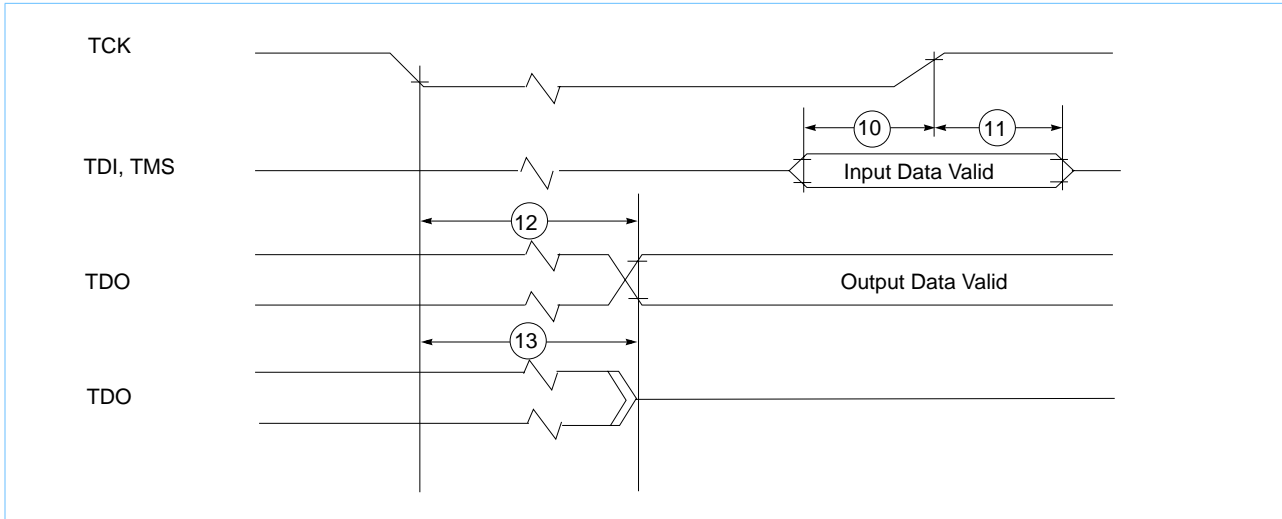 TCK
10
11
TDI, TMS
Input Data Valid
12
TDO
Output Data Valid
13
TDO